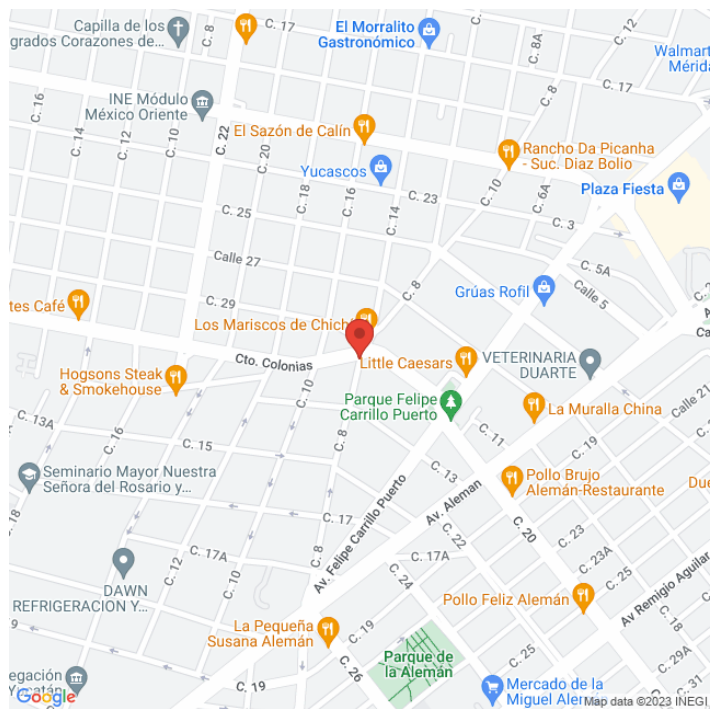 Capilla de los
grados Corazones de...
C. 8
C. 17
El Morralito
Gastronómico
C. 8A
C. 12
Walmart
Mérida
C. 17
C. 16
C. 14
C. 12
C. 10
INE Módulo
México Oriente
C. 8
C. 22
C. 20
El Sazón de Calín
Rancho Da Picanha
- Suc. Diaz Bolio
Yucascos
C. 10
C. 6A
Plaza Fiesta
C. 16
C. 14
C. 23
C. 3
C. 25
Calle 27
C. 5A
Calle 5
Grúas Rofil
C. 8
tes Café
C. 29
Los Mariscos de Chichí
Cto. Colonias
Little Caesars
VETERINARIA
DUARTE
Hogsons Steak
& Smokehouse
C. 10
Parque Felipe
Carrillo Puerto
La Muralla China
Calle 21
C. 13A
C. 16
C. 15
C. 8
C. 11
C. 19
C. 13
Seminario Mayor Nuestra
Señora del Rosario y...
Pollo Brujo
Alemán-Restaurante
C. 18
C. 17
Av. Felipe Carrillo Puerto
Av. Aleman
C. 20
C. 22
C. 23
C. 23A
C. 17A
C. 17A
C. 12
C. 10
C. 8
C. 24
C. 25
DAWN
REFRIGERACION Y...
Pollo Feliz Alemán
Av Remigio Aguilar
La Pequeña
Susana Alemán
C. 19
C. 18
C. 26
Parque de
la Alemán
C. 25
C. 29A
C. 19
Mercado de la
Miguel Alem
Google
Map data ©2023 INEGI